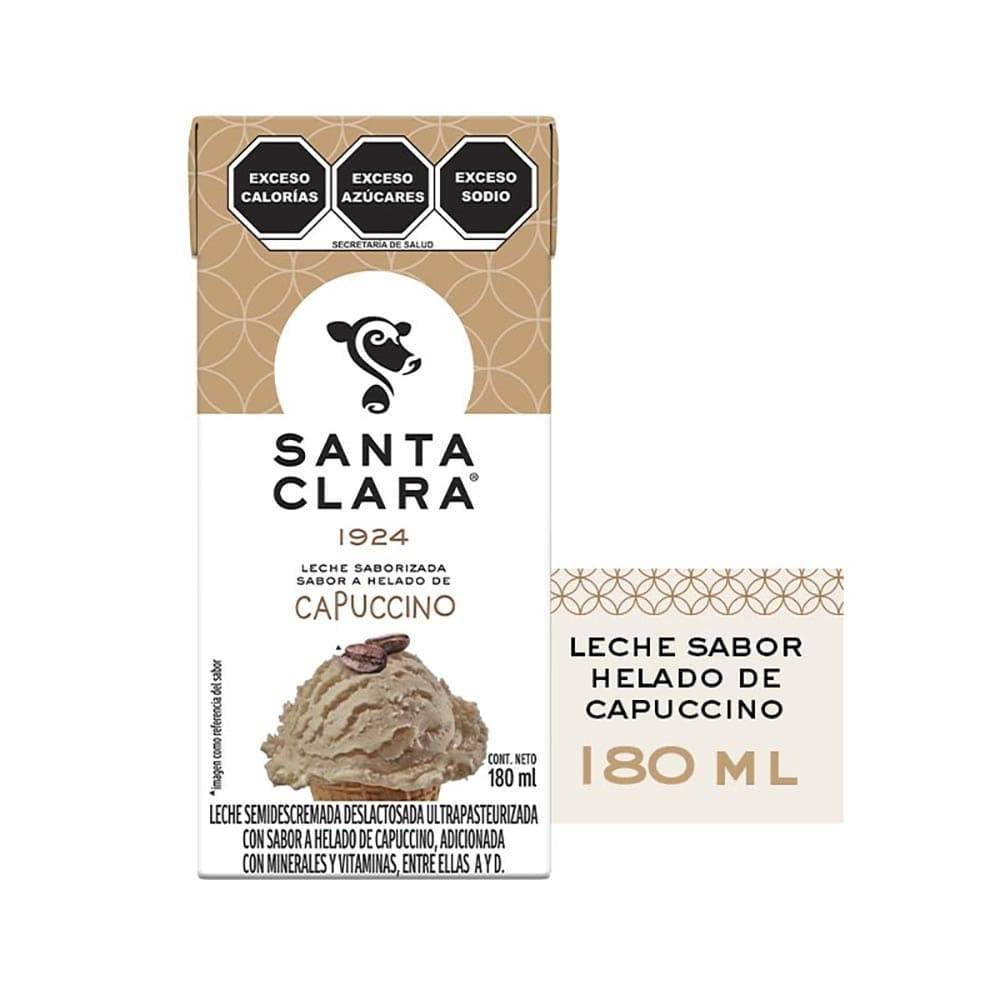 EXCESO
CALORÍAS
EXCESO
AZÚCARES
EXCESO
SODIO
SECRETARÍA DE SALUD
SANTA
CLARA®
1924
LECHE SABORIZADA
SABOR A HELADO DE
CAPUCCINO
imagen como referencia del sabor
CONT. NETO
180 ml
LECHE SEMIDESCREMADA DESLACTOSADA ULTRAPASTEURIZADA
CON SABOR A HELADO DE CAPUCCINO, ADICIONADA
CON MINERALES Y VITAMINAS, ENTRE ELLAS A Y D.
LECHE SABOR
HELADO DE
CAPUCCINO
180 ML